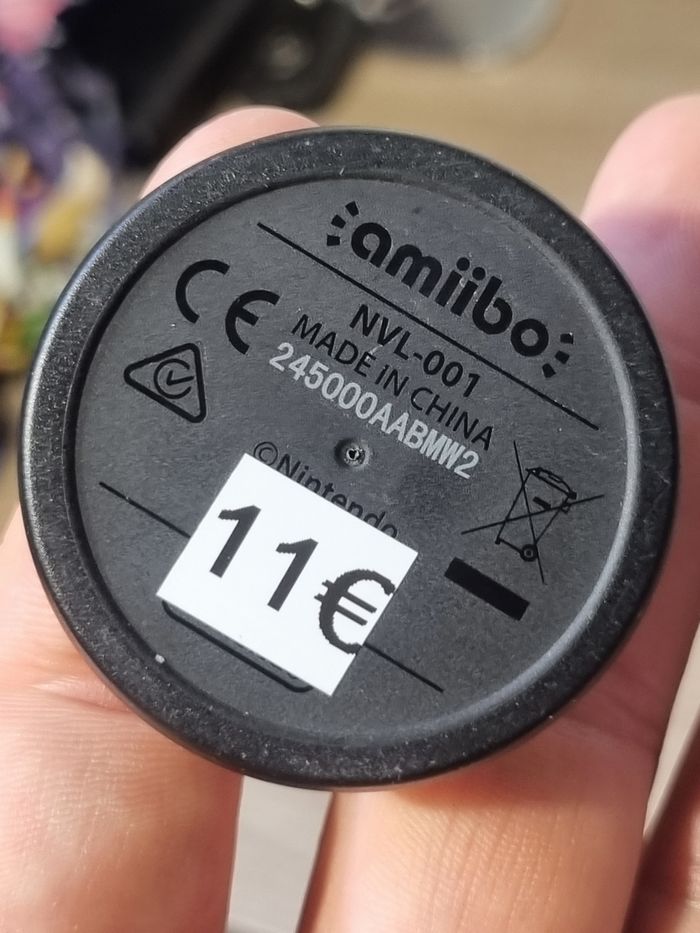 amiibo
CE
NVL-001
MADE IN CHINA
245000AABMW2
©Nintendo
11€